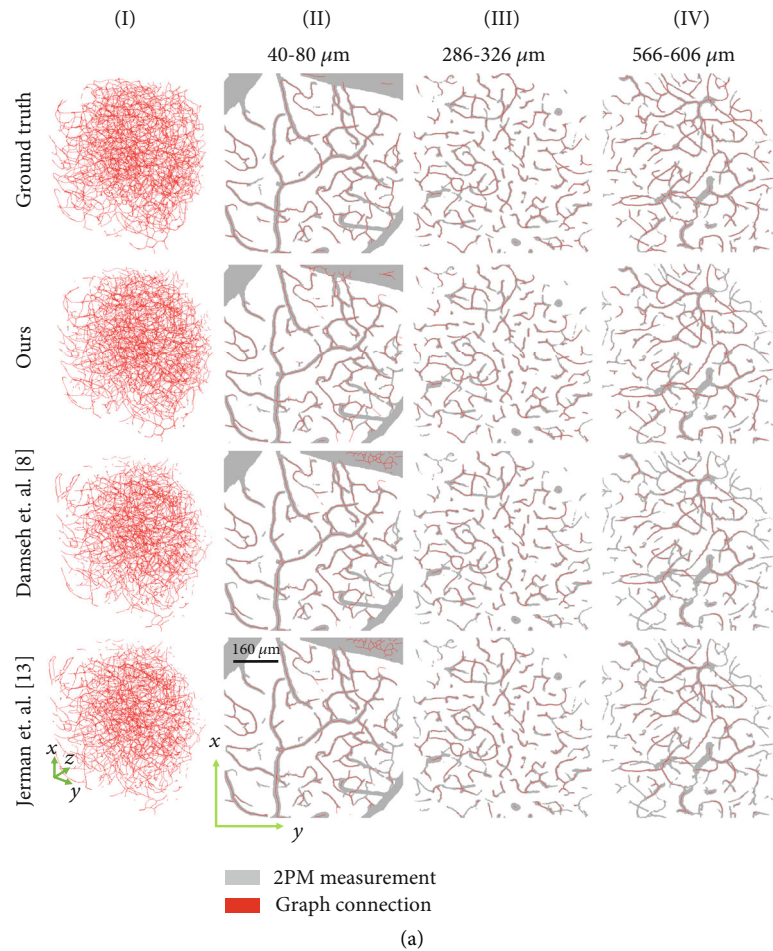 (I) (II) (III) (IV)
40-80 μm 286-326 μm 566-606 μm
Ground truth
Ours
Damseh et. al. [8]
Jerman et. al. [13]
160 μm
x
z
y
x
y
2PM measurement
Graph connection
(a)